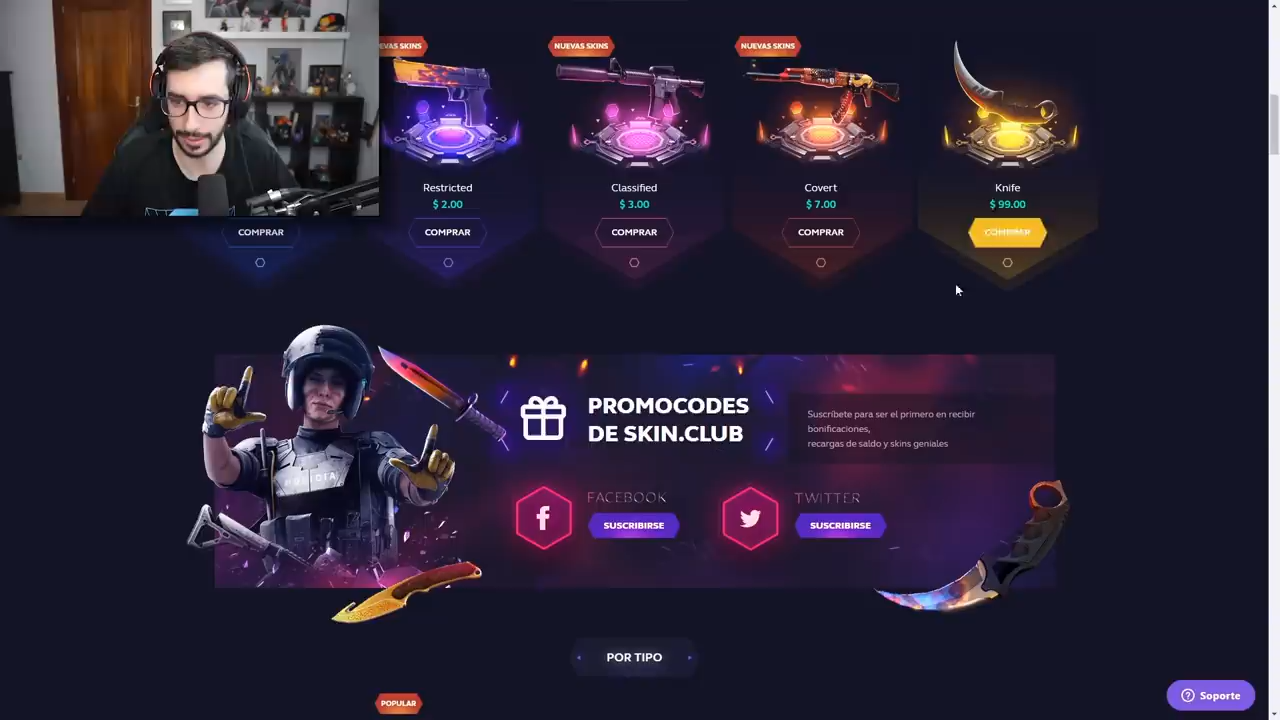 NUEVAS SKINS
NUEVAS SKINS
Restricted
$ 2.00
COMPRAR
Classified
$ 3.00
COMPRAR
Covert
$ 7.00
COMPRAR
Knife
$ 99.00
COMPRAR
COMPRAR
PROMOCODES
DE SKIN.CLUB
Suscríbete para ser el primero en recibir
bonificaciones,
recargas de saldo y skins geniales
FACEBOOK
SUSCRIBIRSE
TWITTER
SUSCRIBIRSE
POLICIA
POR TIPO
POPULAR
Soporte